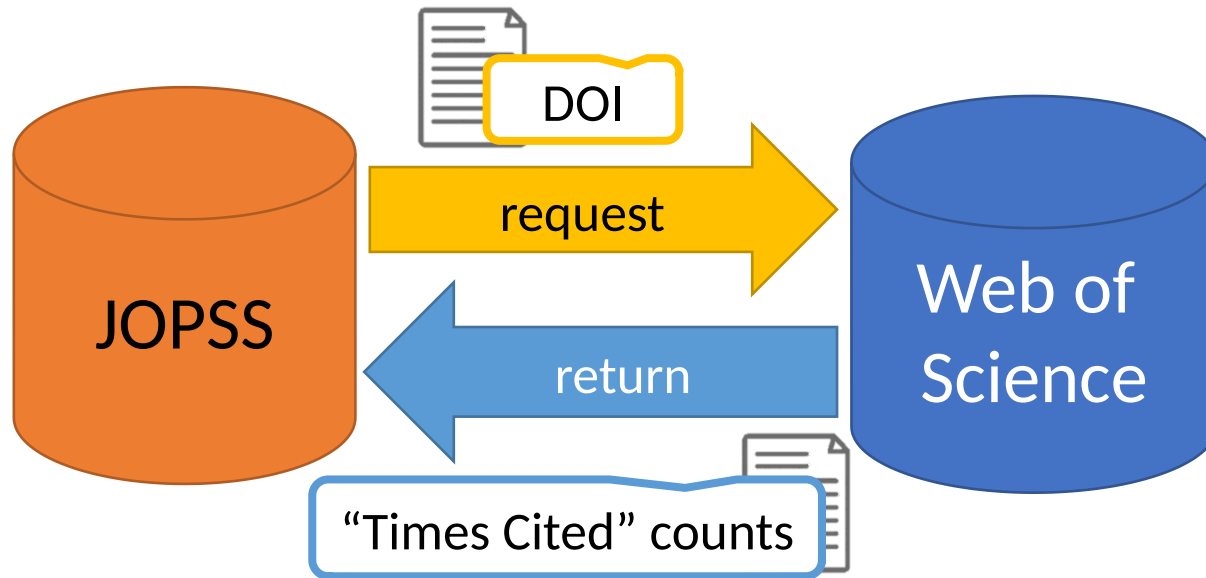 DOI
request
JOPSS
Web of
Science
return
“Times Cited” counts